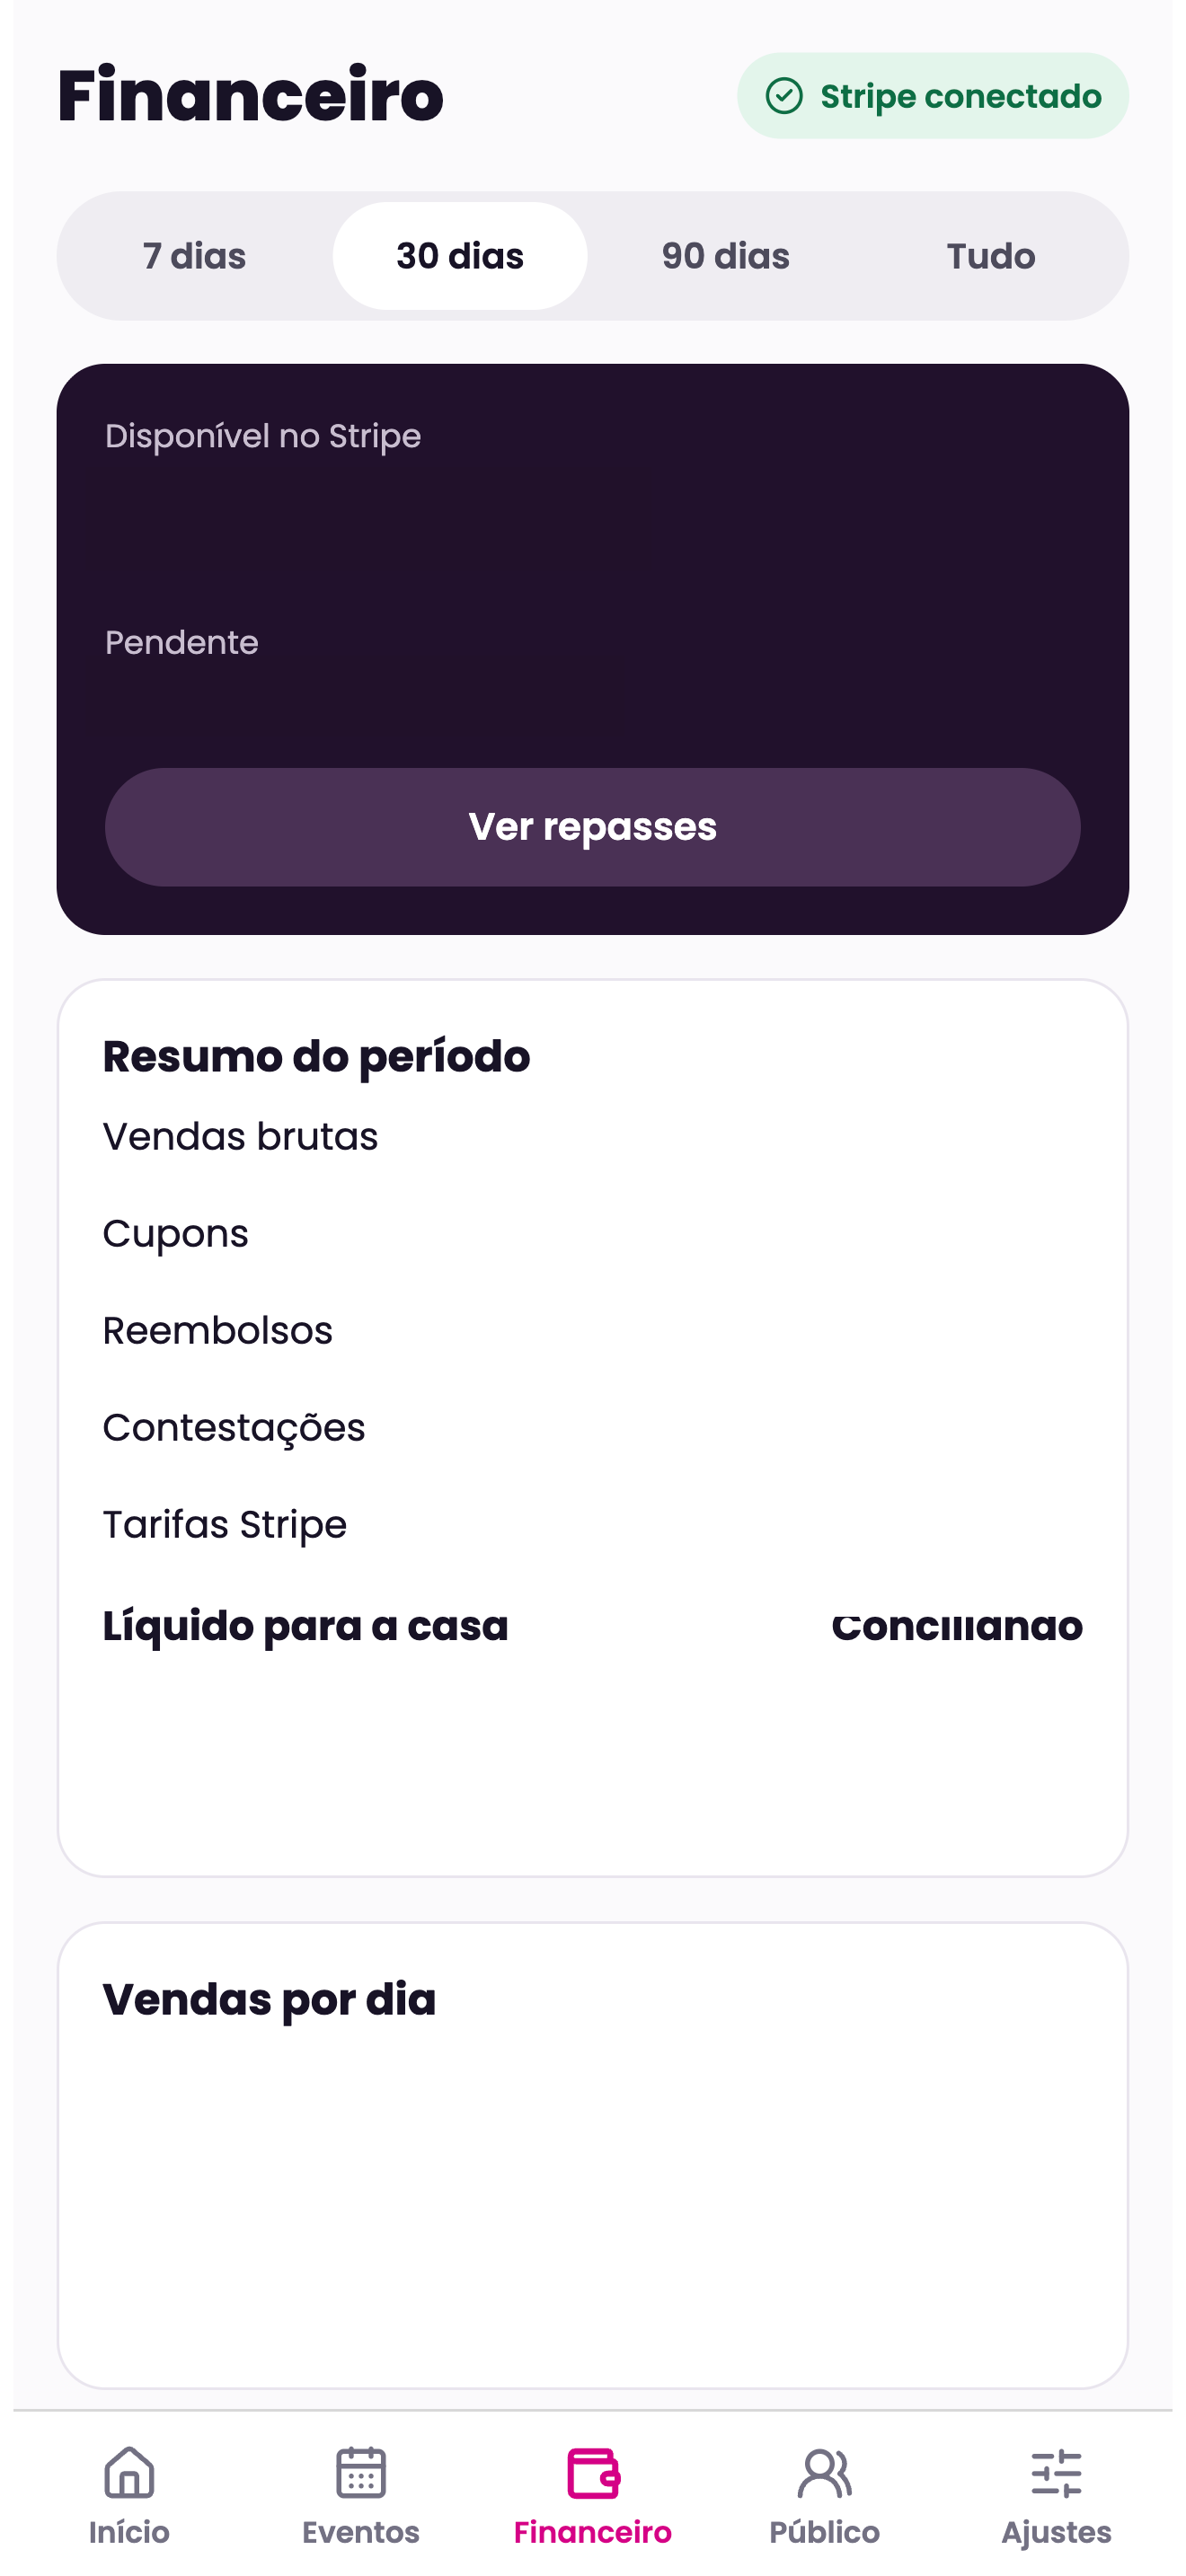 Financeiro
Stripe conectado
7 dias
30 dias
90 dias
Tudo
Disponível no Stripe
Pendente
Ver repasses
Resumo do período
Vendas brutas
Cupons
Reembolsos
Contestações
Tarifas Stripe
Líquido para a casa
Conciliando
Vendas por dia
Início
Eventos
Financeiro
Público
Ajustes